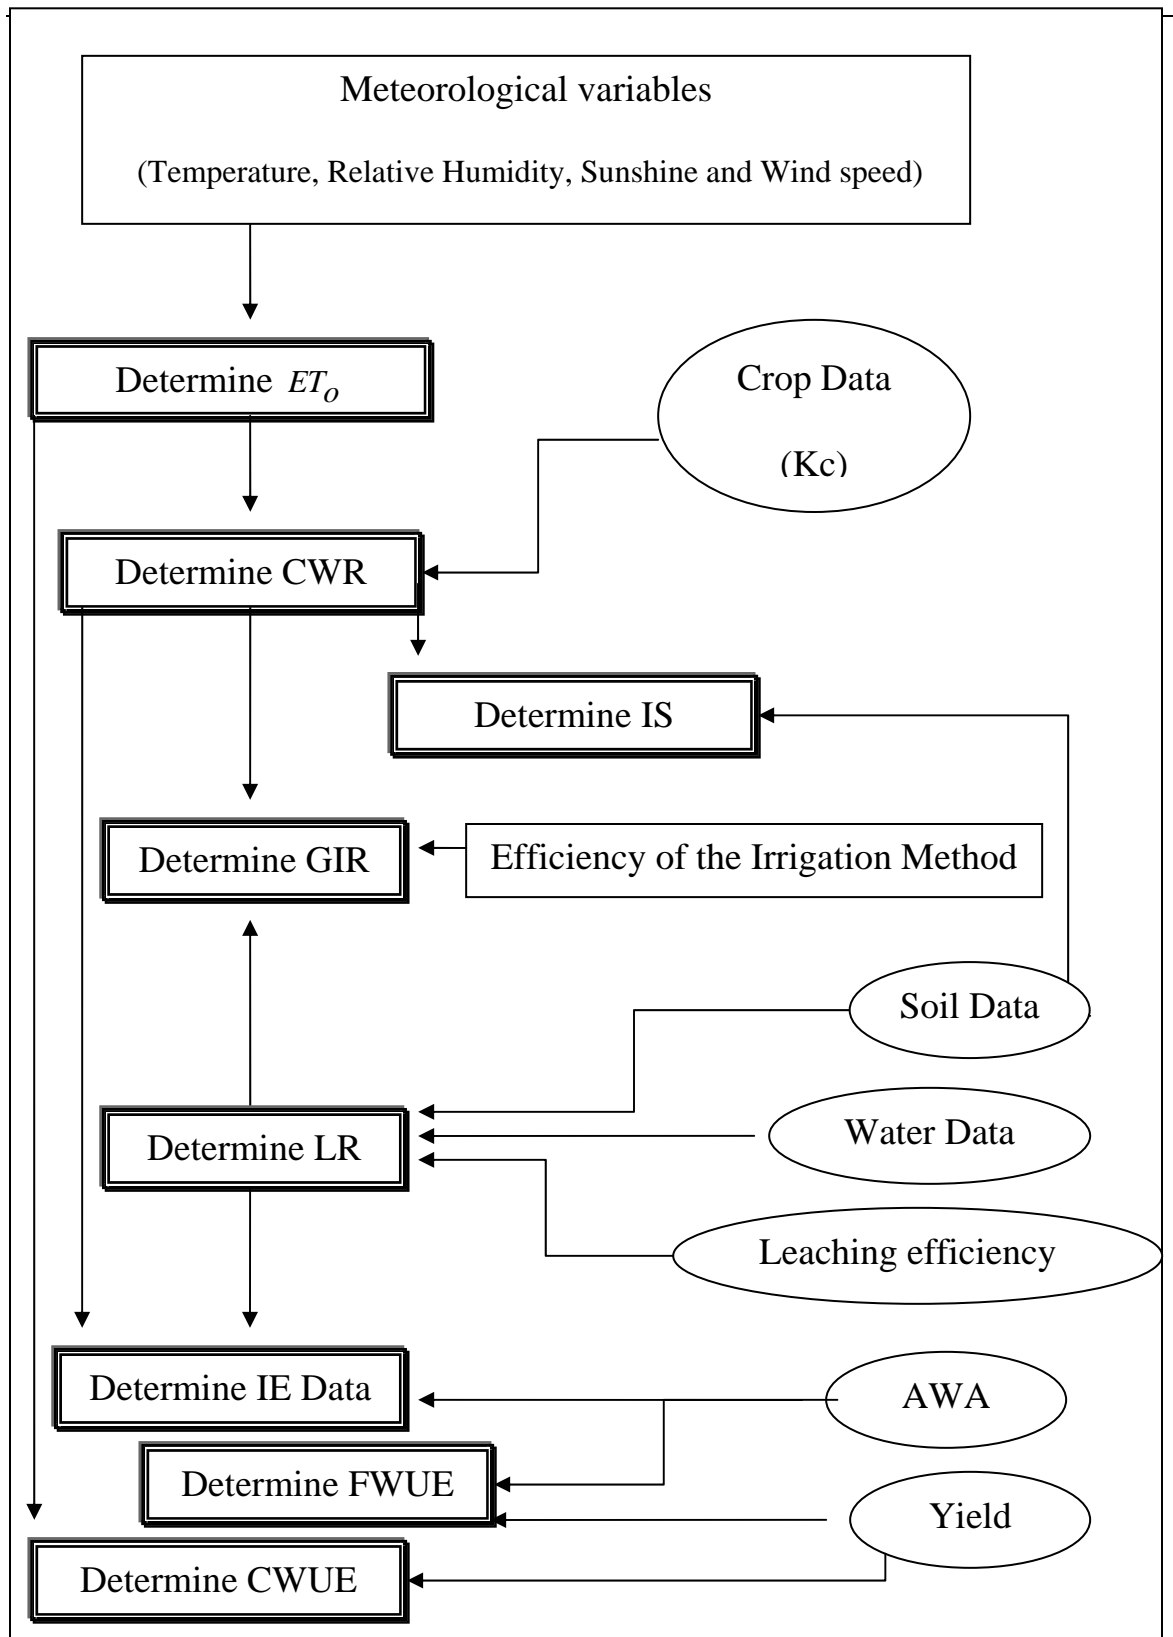 Meteorological variables
(Temperature, Relative Humidity, Sunshine and Wind speed)
Determine ETo
Crop Data
(Kc)
Determine CWR
Determine IS
Determine GIR
Efficiency of the Irrigation Method
Soil Data
Water Data
Determine LR
Leaching efficiency
Determine IE Data
AWA
Determine FWUE
Yield
Determine CWUE